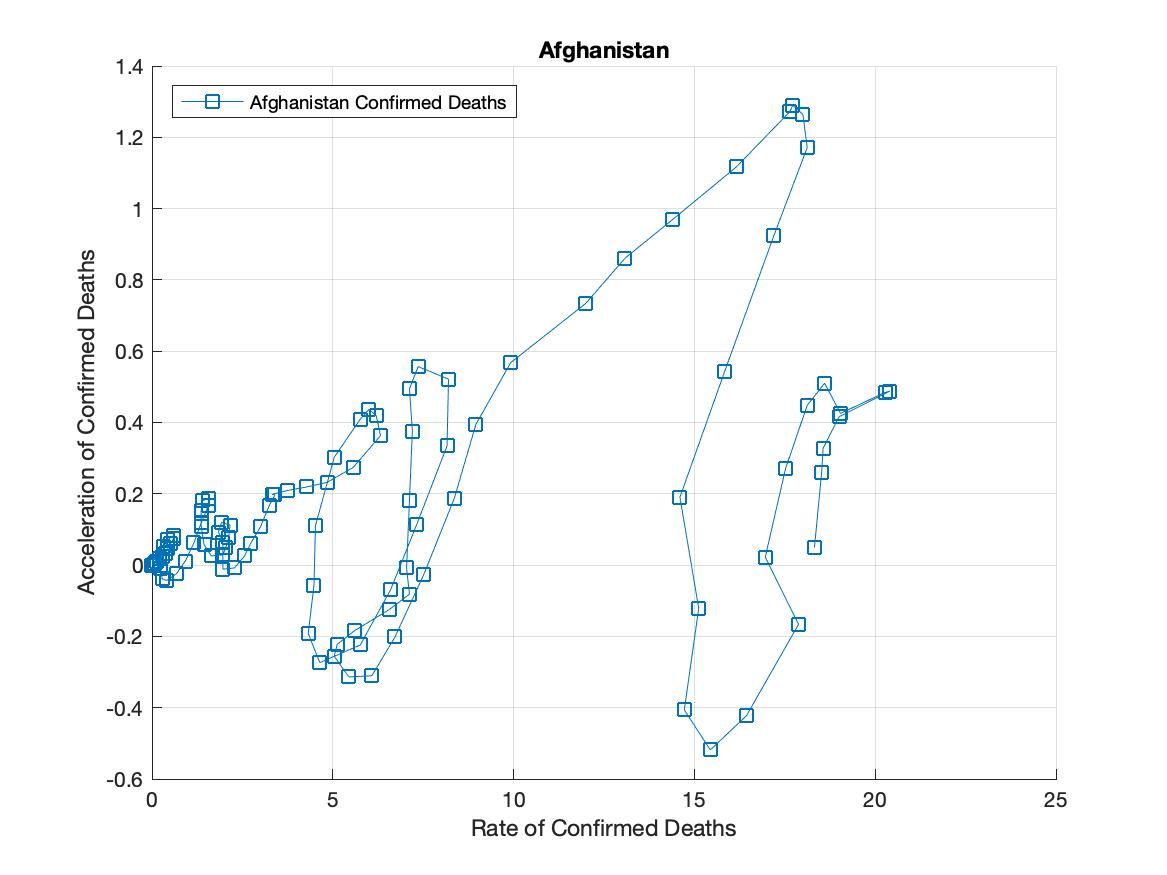 Afghanistan
1.4
Afghanistan Confirmed Deaths
1.2
1
0.8
0.6
0.4
0.2
0
-0.2
-0.4
-0.6
Acceleration of Confirmed Deaths
0 5 10 15 20 25
Rate of Confirmed Deaths